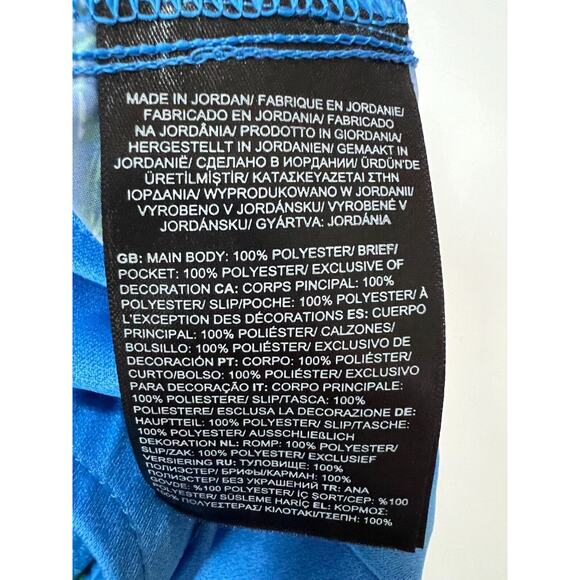 MADE IN JORDAN/ FABRIQUE EN JORDANIE/
FABRICADO EN JORDANIA/ FABRICADO
NA JORDÂNIA/ PRODOTTO IN GIORDANIA/
HERGESTELLT IN JORDANIEN/ GEMAAKT IN
JORDANIË/ СДЕЛАНО В ИОРДАНИИ/ ÜRDÜN'DE
ÜRETİLMİŞTİR/ ΚΑΤΑΣΚΕΥΑΖΕΤΑΙ ΣΤΗΝ
ΙΟΡΔΑΝΙΑ/ WYPRODUKOWANO W JORDANII/
VYROBENO V JORDÁNSKU/ VYROBENÉ V
JORDÁNSKU/ GYÁRTVA: JORDÁNIA
GB: MAIN BODY: 100% POLYESTER/ BRIEF/
POCKET: 100% POLYESTER/ EXCLUSIVE OF
DECORATION CA: CORPS PINCIPAL: 100%
POLYESTER/ SLIP/POCHE: 100% POLYESTER/ À
L'EXCEPTION DES DÉCORATIONS ES: CUERPO
PRINCIPAL: 100% POLIÉSTER/ CALZONES/
BOLSILLO: 100% POLIÉSTER/ EXCLUSIVO DE
DECORACIÓN PT: CORPO: 100% POLIÉSTER/
CURTO/BOLSO: 100% POLIÉSTER/ EXCLUSIVO
PARA DECORAÇÃO IT: CORPO PRINCIPALE:
100% POLIESTERE/ SLIP/TASCA: 100%
POLIESTERE/ ESCLUSA LA DECORAZIONE DE:
HAUPTTEIL: 100% POLYESTER/ SLIP/TASCHE:
100% POLYESTER/ AUSSCHLIEßLICH
DEKORATION NL: ROMP: 100% POLYESTER/
SLIP/ZAK: 100% POLYESTER/ EXCLUSIEF
VERSIERING RU: ТУЛОВИЩЕ: 100%
ПОЛИЭСТЕР/ БРИФЫ/КАРМАН: 100%
ПОЛИЭСТЕР/ БЕЗ УКРАШЕНИЙ TR: ANA
GÖVDE: %100 POLYESTER/ İÇ ŞORT/CEP: %100
POLYESTER/ SÜSLEME HARİÇ EL: ΚΟΡΜΟΣ:
100% ΠΟΛΥΕΣΤΕΡΑΣ/ ΚΙΛΟΤΑΚΙ/ΤΣΕΠΗ: 100%